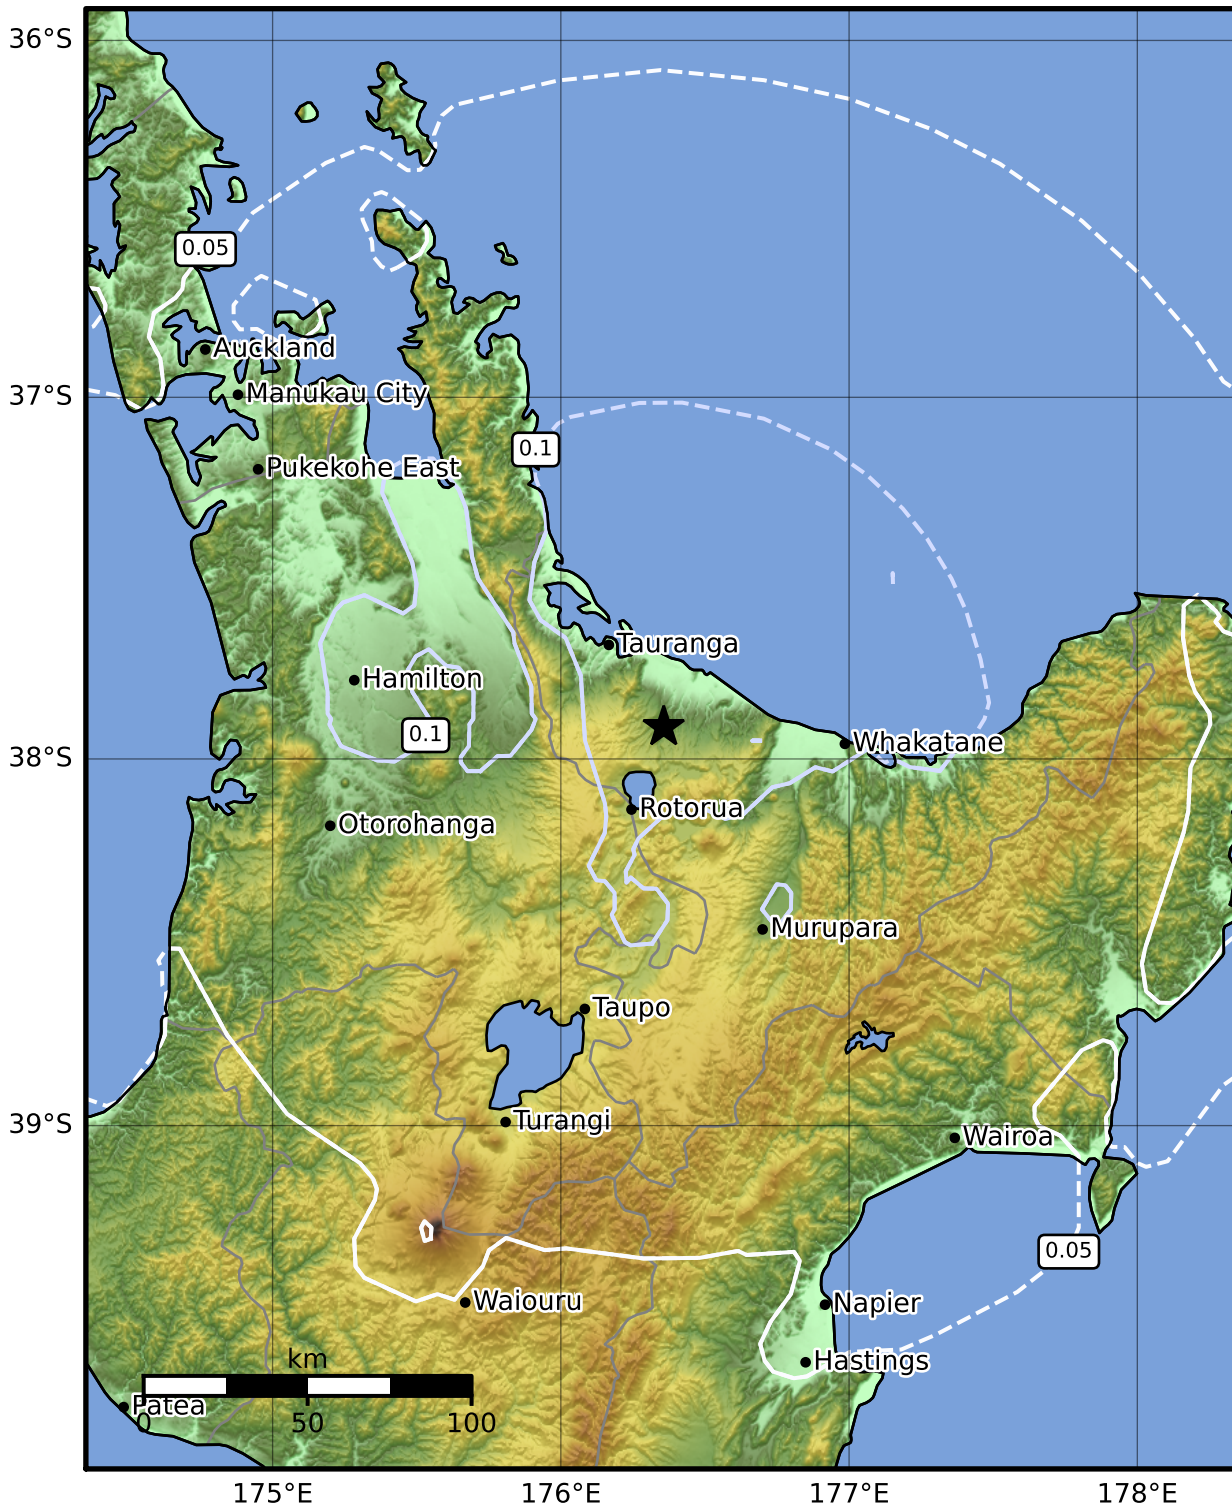 36°S
0.05
Auckland
Manukau City
37°S
0.1
Pukekohe East
Tauranga
Hamilton
0.1
Whakatane
38°S
Rotorua
Otorohanga
Murupara
Taupo
Turangi
39°S
Wairoa
0.05
Waiouru
Napier
km
Hastings
Patea
0 50 100
175°E 176°E 177°E 178°E